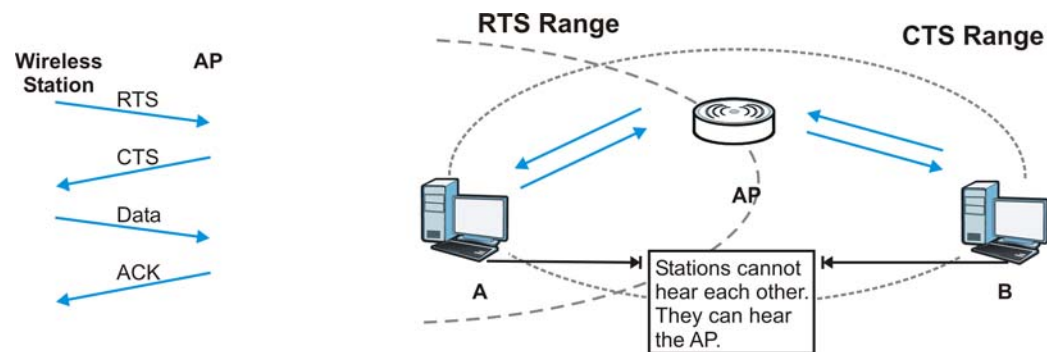 Wireless
Station
AP
RTS
CTS
Data
ACK
RTS Range
CTS Range
AP
A
B
Stations cannot
hear each other.
They can hear
the AP.